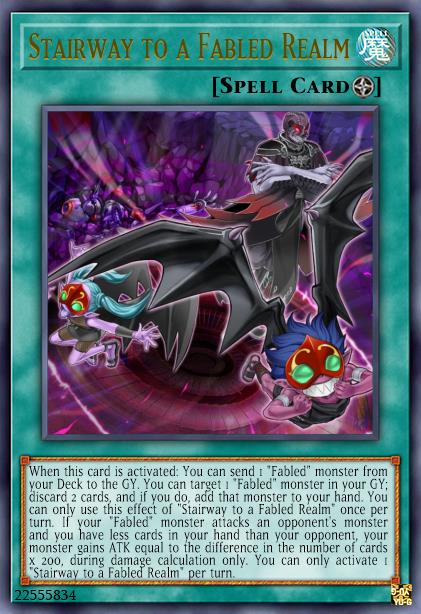 STAIRWAY TO A FABLED REALM
SPELL
魔
[SPELL CARD]
When this card is activated: You can send 1 "Fabled" monster from
your Deck to the GY. You can target 1 "Fabled" monster in your GY;
discard 2 cards, and if you do, add that monster to your hand. You
can only use this effect of "Stairway to a Fabled Realm" once per
turn. If your "Fabled" monster attacks an opponent's monster
and you have less cards in your hand than your opponent, your
monster gains ATK equal to the difference in the number of cards
x 200, during damage calculation only. You can only activate 1
"Stairway to a Fabled Realm" per turn.
22555834